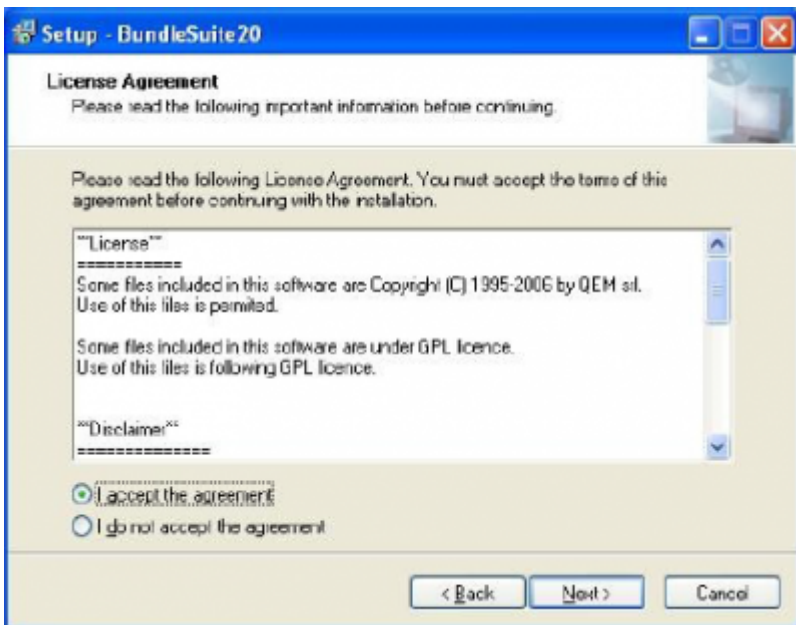 Setup - BundleSuite20
License Agreement
Please read the following important information before continuing.
Please read the following License Agreement. You must accept the terms of this
agreement before continuing with the installation.
**License**
===========
Some files included in this software are Copyright (C) 1995-2006 by QEM srl.
Use of this files is permited.
Some files included in this software are under GPL licence.
Use of this files is following GPL licence.
**Disclaimer**
==============
I accept the agreement
I do not accept the agreement
< Back
Next >
Cancel